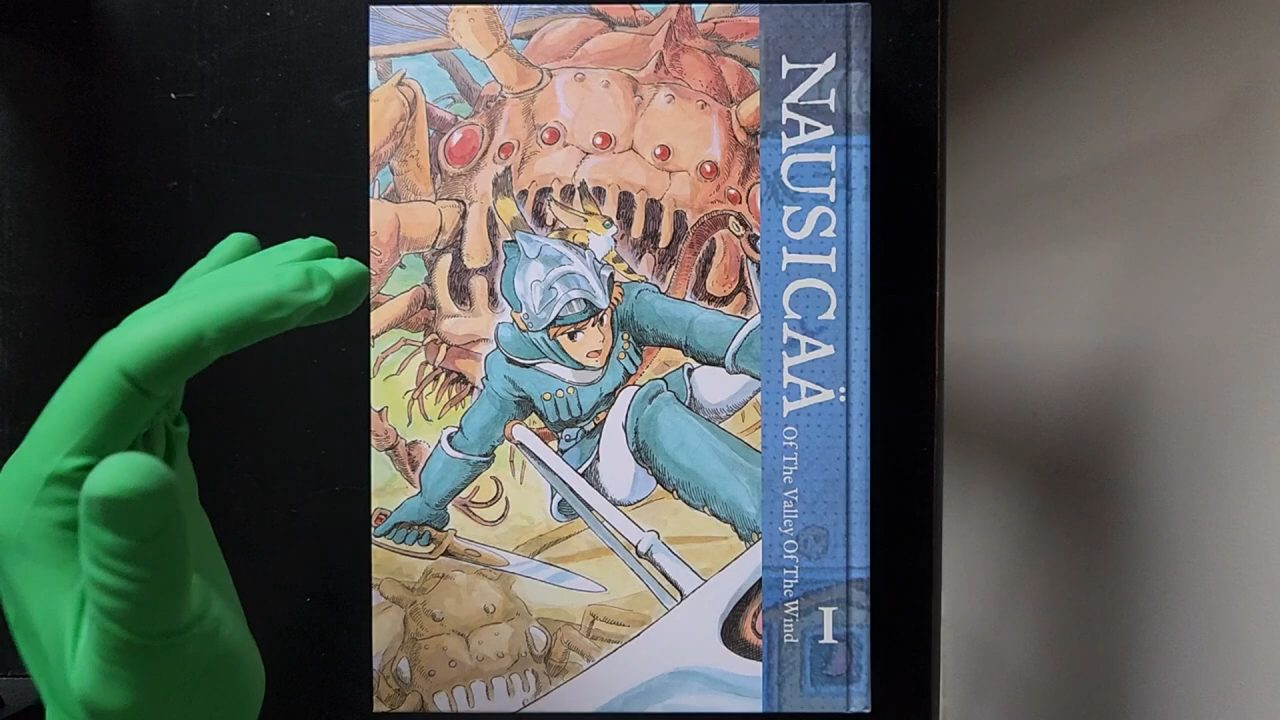 NAUSICAÄ
Of The Valley Of The Wind
I